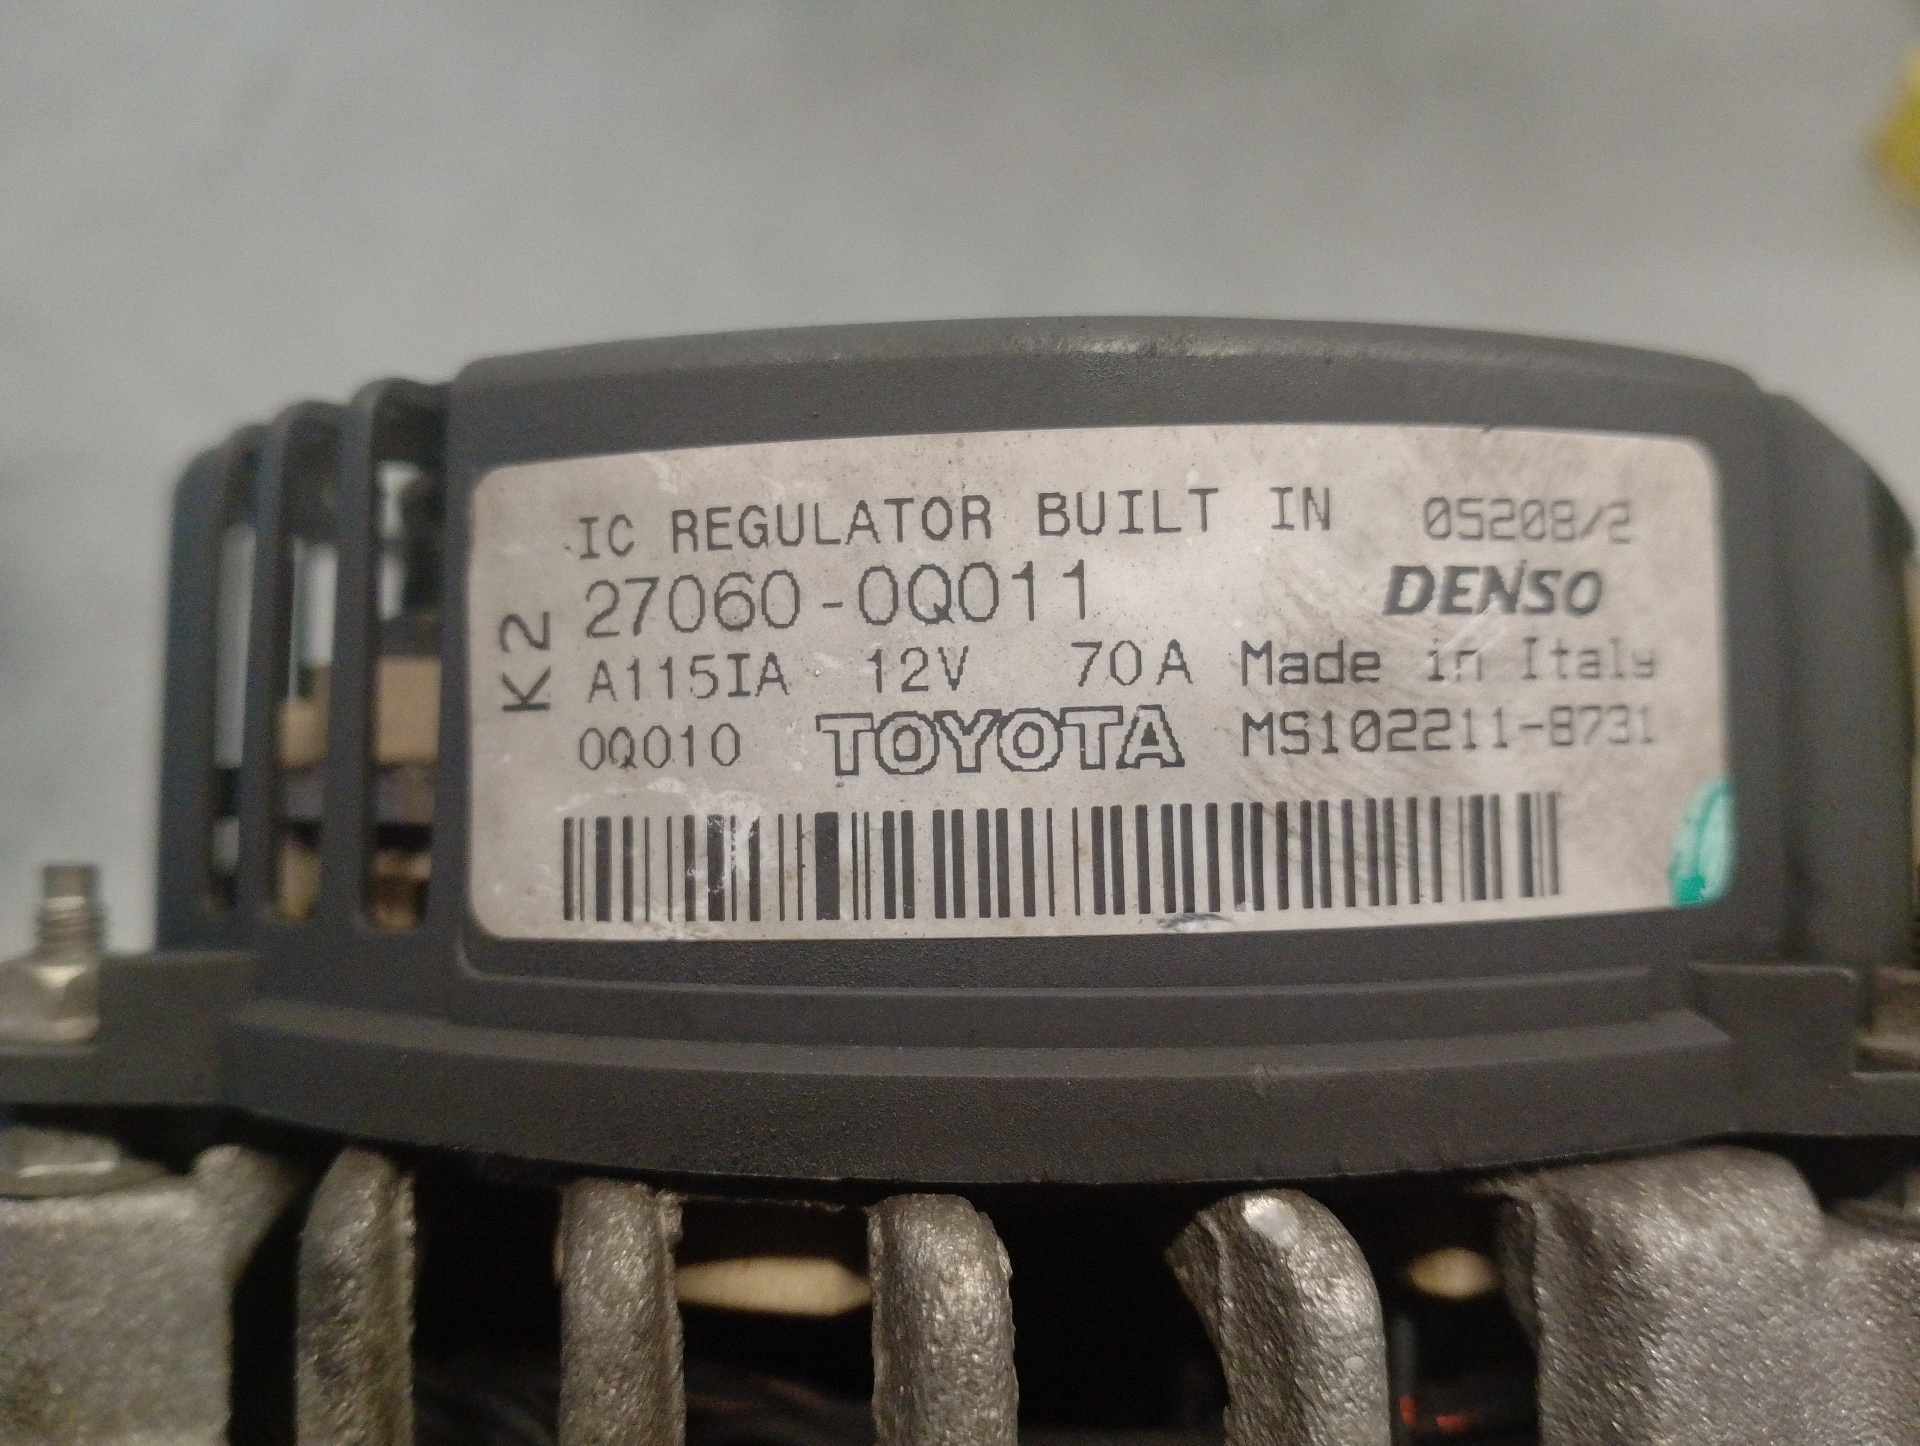 IC REGULATOR BUILT IN 05208/2
27060-0Q011 DENSO
K2
A115IA 12V 70A Made in Italy
0Q010 TOYOTA MS102211-8731